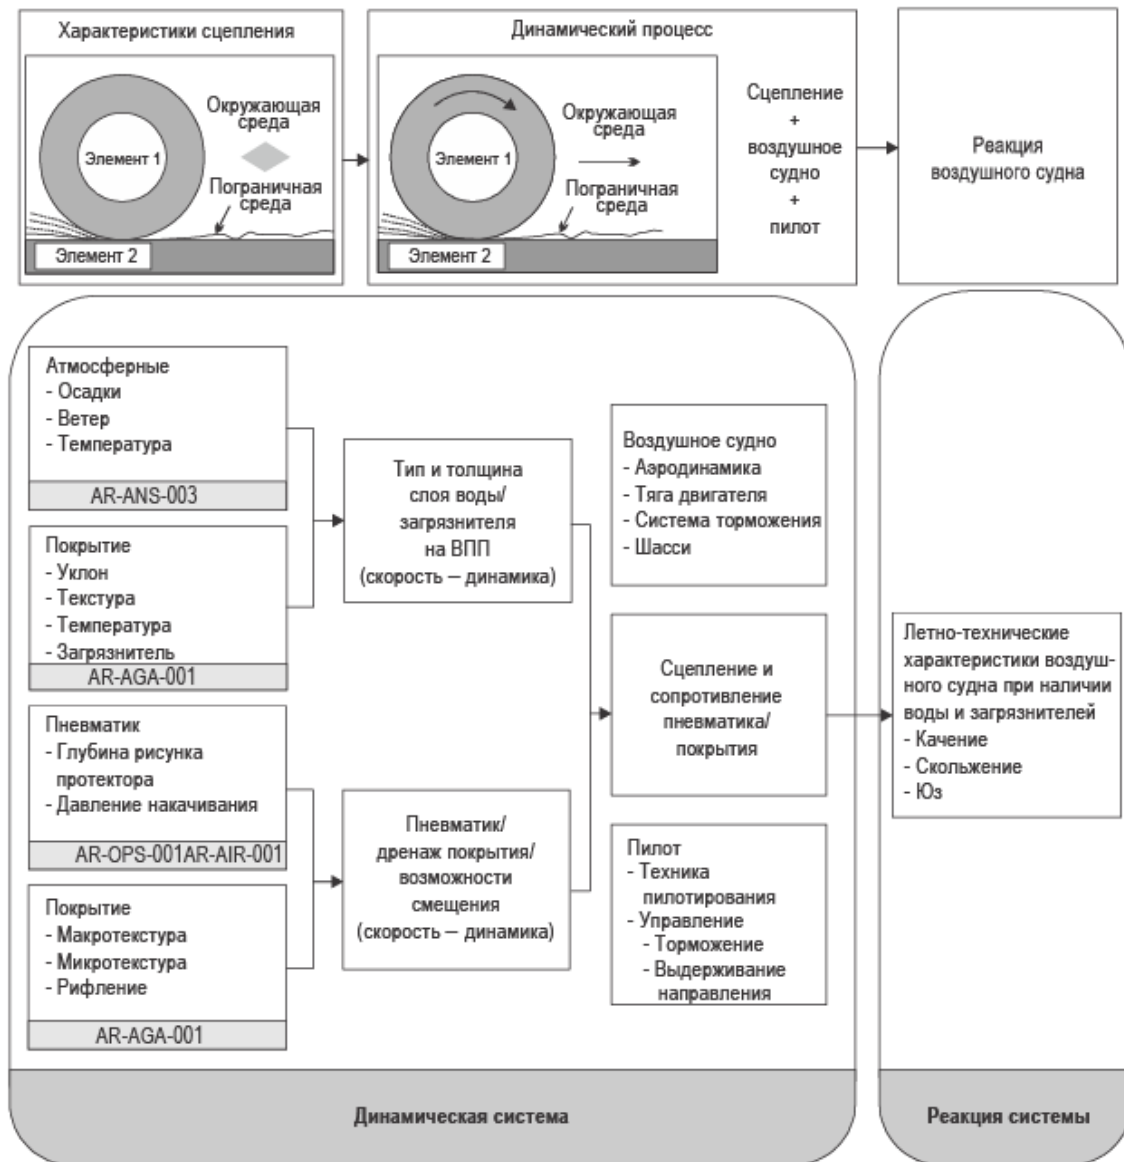 Характеристики сцепления
Окружающая
среда
Элемент 1
Пограничная
среда
Элемент 2
Динамический процесс
Окружающая
среда
Элемент 1
Пограничная
среда
Элемент 2
Сцепление
+
воздушное
судно
+
пилот
Реакция
воздушного судна
Атмосферные
- Осадки
- Ветер
- Температура
AR-ANS-003
Покрытие
- Уклон
- Текстура
- Температура
- Загрязнитель
AR-AGA-001
Пневматик
- Глубина рисунка
протектора
- Давление накачивания
AR-OPS-001AR-AIR-001
Покрытие
- Макротекстура
- Микротекстура
- Рифление
AR-AGA-001
Тип и толщина
слоя воды/
загрязнителя
на ВПП
(скорость – динамика)
Пневматик/
дренаж покрытия/
возможности
смещения
(скорость – динамика)
Воздушное судно
- Аэродинамика
- Тяга двигателя
- Система торможения
- Шасси
Сцепление и
сопротивление
пневматика/
покрытия
Пилот
- Техника
пилотирования
- Управление
- Торможение
- Выдерживание
направления
Летно-технические
характеристики воздуш-
ного судна при наличии
воды и загрязнителей
- Качение
- Скольжение
- Юз
Динамическая система
Реакция системы